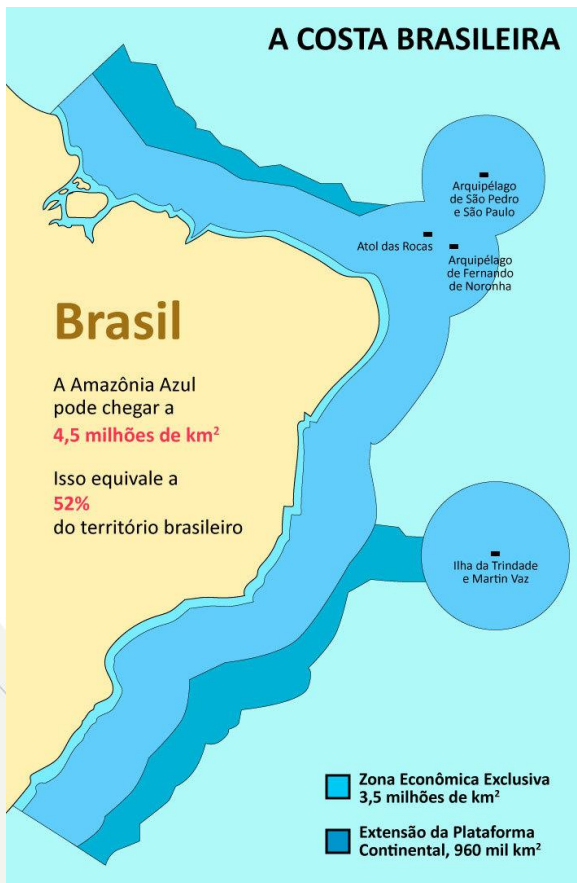 A COSTA BRASILEIRA
Arquipélago
de São Pedro
e São Paulo
Atol das Rocas
Arquipélago
de Fernando
de Noronha
Brasil
A Amazônia Azul
pode chegar a
4,5 milhões de km²
Isso equivale a
52%
do território brasileiro
Ilha da Trindade
e Martin Vaz
Zona Econômica Exclusiva
3,5 milhões de km²
Extensão da Plataforma
Continental, 960 mil km²